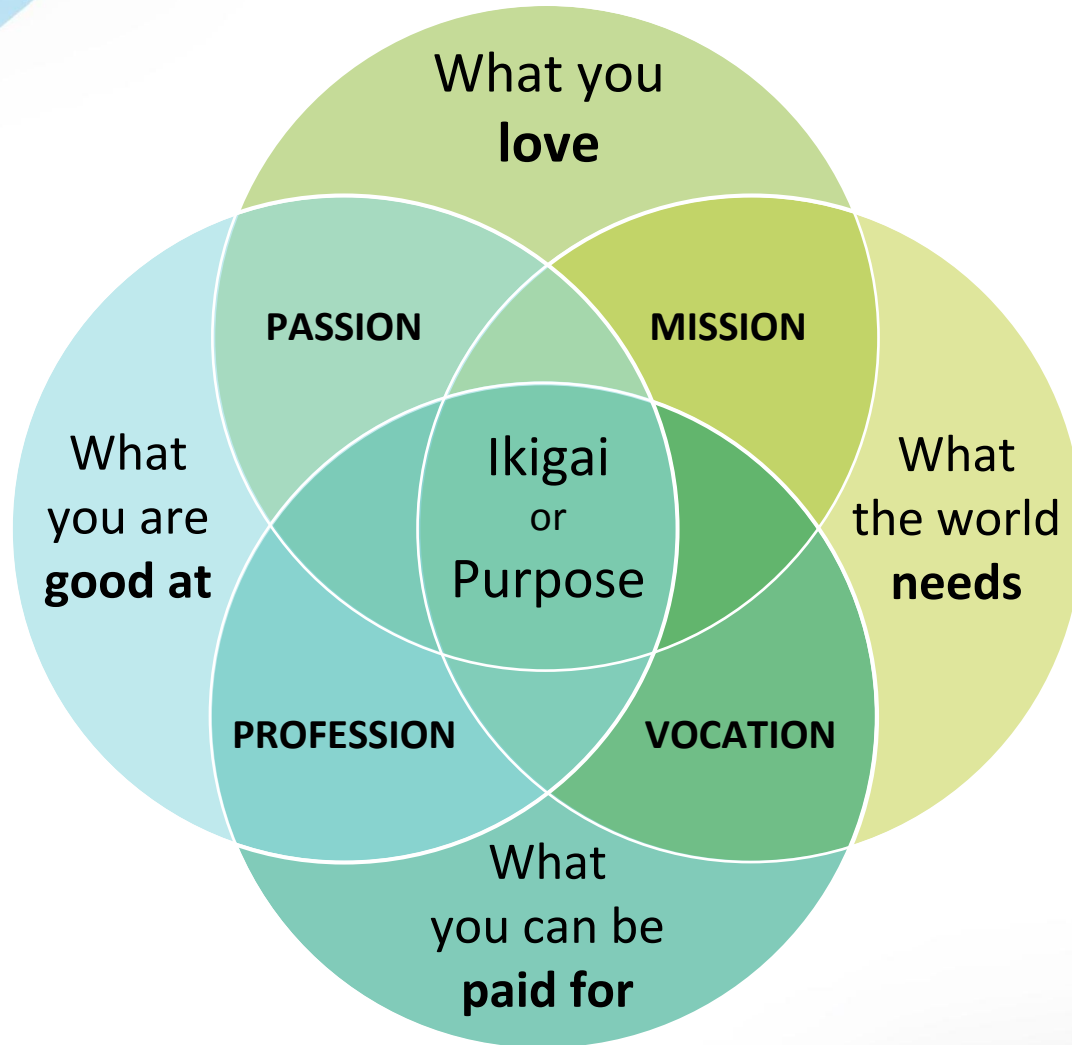 What you
love
PASSION
MISSION
What
you are
good at
Ikigai
or
Purpose
What
the world
needs
PROFESSION
VOCATION
What
you can be
paid for